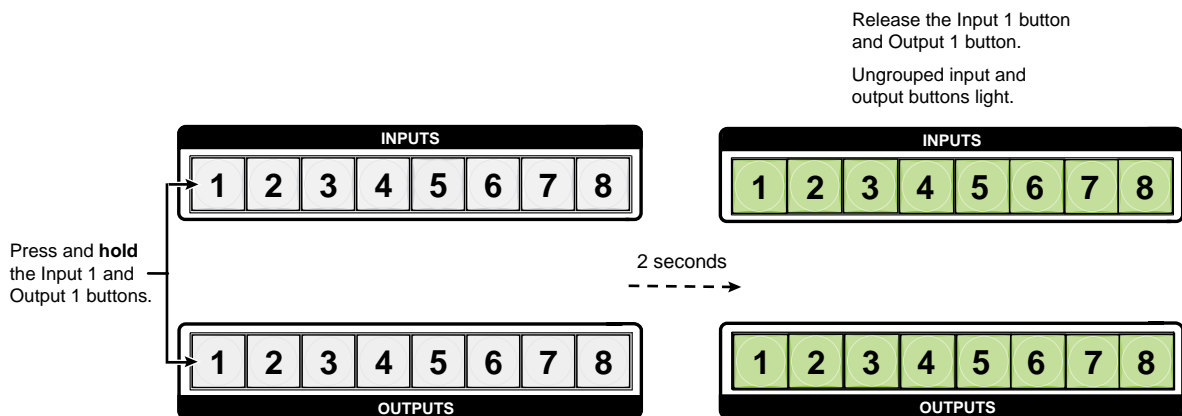 Release the Input 1 button
and Output 1 button.
Ungrouped input and
output buttons light.
INPUTS
1 2 3 4 5 6 7 8
INPUTS
1 2 3 4 5 6 7 8
Press and hold
the Input 1 and
Output 1 buttons.
2 seconds
1 2 3 4 5 6 7 8
OUTPUTS
1 2 3 4 5 6 7 8
OUTPUTS